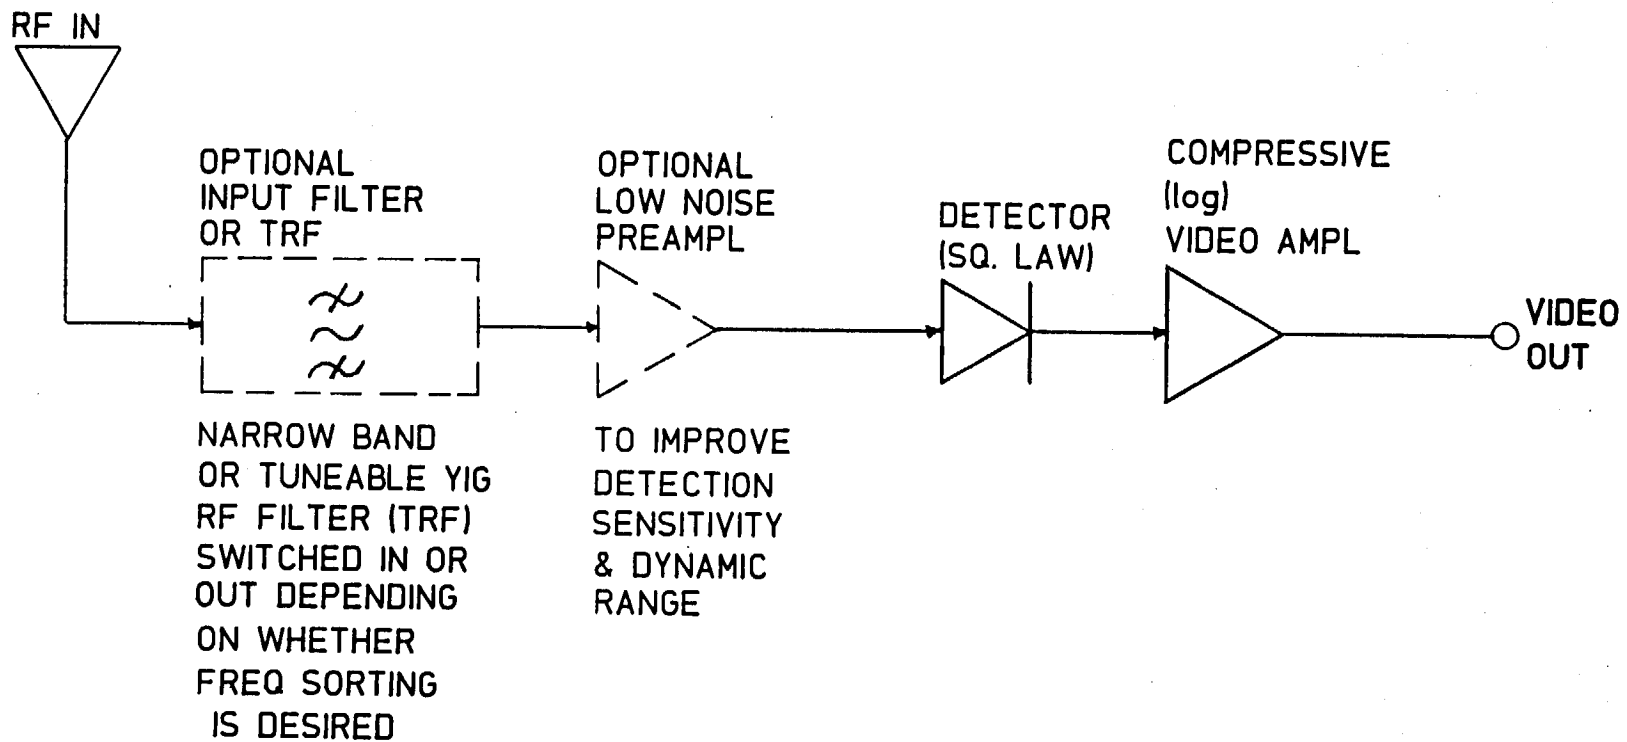 RF IN
OPTIONAL
INPUT FILTER
OR TRF
NARROW BAND
OR TUNEABLE YIG
RF FILTER (TRF)
SWITCHED IN OR
OUT DEPENDING
ON WHETHER
FREQ SORTING
IS DESIRED
OPTIONAL
LOW NOISE
PREAMPL
TO IMPROVE
DETECTION
SENSITIVITY
& DYNAMIC
RANGE
DETECTOR
(SQ. LAW)
COMPRESSIVE
(log)
VIDEO AMPL
VIDEO
OUT